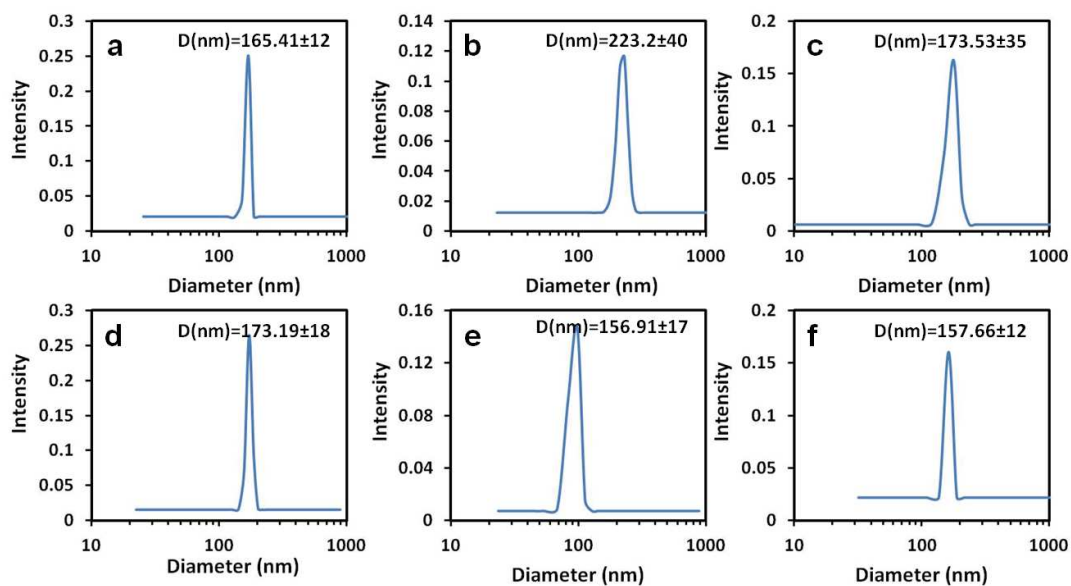 a
D(nm)=165.41±12
Intensity
0.3
0.25
0.2
0.15
0.1
0.05
0
10
100
1000
Diameter (nm)
b
D(nm)=223.2±40
Intensity
0.14
0.12
0.1
0.08
0.06
0.04
0.02
0
10
100
1000
Diameter (nm)
c
D(nm)=173.53±35
Intensity
0.2
0.15
0.1
0.05
0
10
100
1000
Diameter (nm)
d
D(nm)=173.19±18
Intensity
0.3
0.25
0.2
0.15
0.1
0.05
0
10
100
1000
Diameter (nm)
e
D(nm)=156.91±17
Intensity
0.16
0.12
0.08
0.04
0
10
100
1000
Diameter (nm)
f
D(nm)=157.66±12
Intensity
0.2
0.15
0.1
0.05
0
10
100
1000
Diameter (nm)